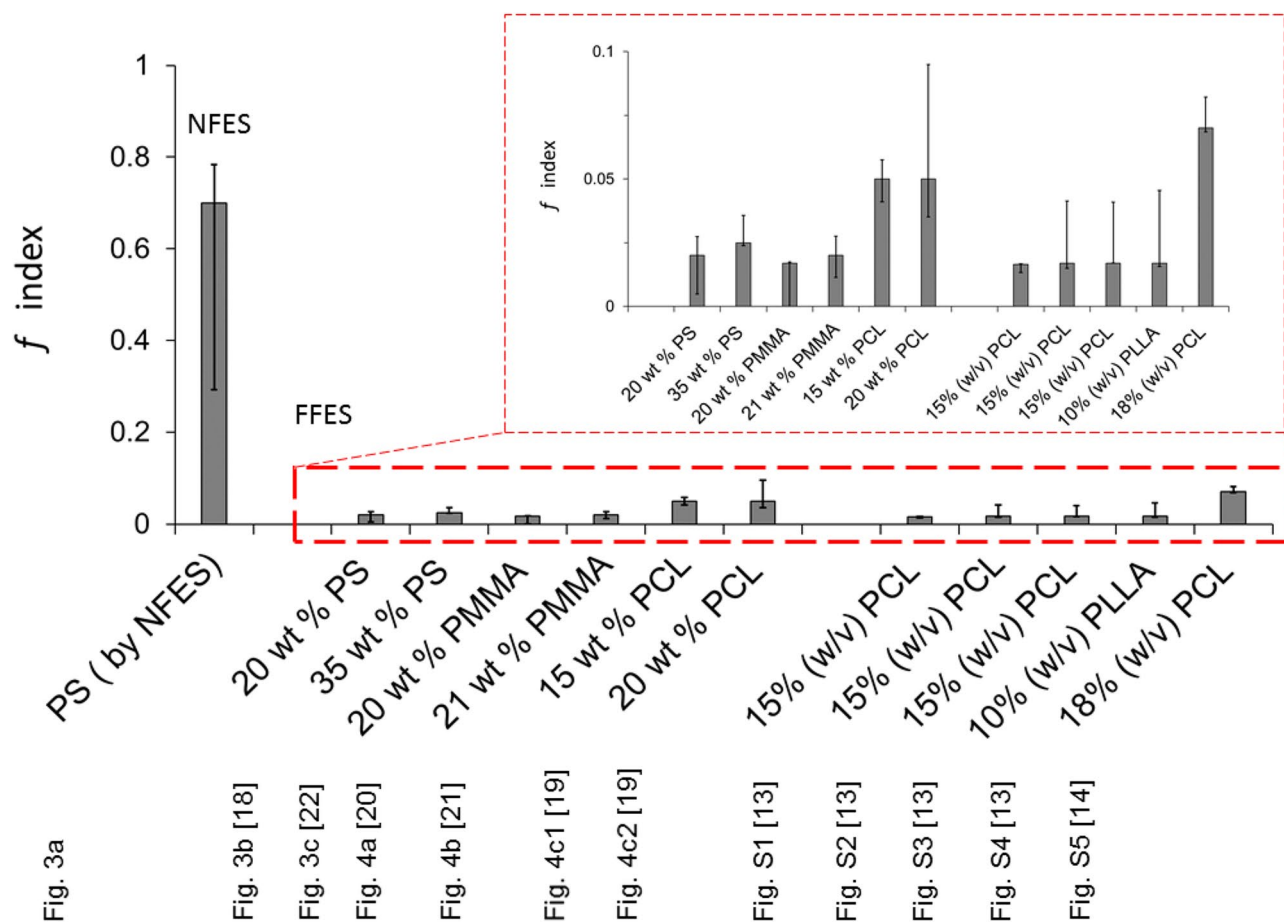 1
0.8
0.6
0.4
0.2
0
f index
NFES
FFES
0.1
0.05
0
f index
20 wt % PS
35 wt % PS
20 wt % PMMA
21 wt % PMMA
15 wt % PCL
20 wt % PCL
15% (w/v) PCL
15% (w/v) PCL
15% (w/v) PCL
10% (w/v) PLLA
18% (w/v) PCL
PS ( by NFES)
20 wt % PS
35 wt % PS
20 wt % PMMA
21 wt % PMMA
15 wt % PCL
20 wt % PCL
15% (w/v) PCL
15% (w/v) PCL
15% (w/v) PCL
10% (w/v) PLLA
18% (w/v) PCL
Fig. 3a
Fig. 3b [18]
Fig. 3c [22]
Fig. 4a [20]
Fig. 4b [21]
Fig. 4c1 [19]
Fig. 4c2 [19]
Fig. S1 [13]
Fig. S2 [13]
Fig. S3 [13]
Fig. S4 [13]
Fig. S5 [14]